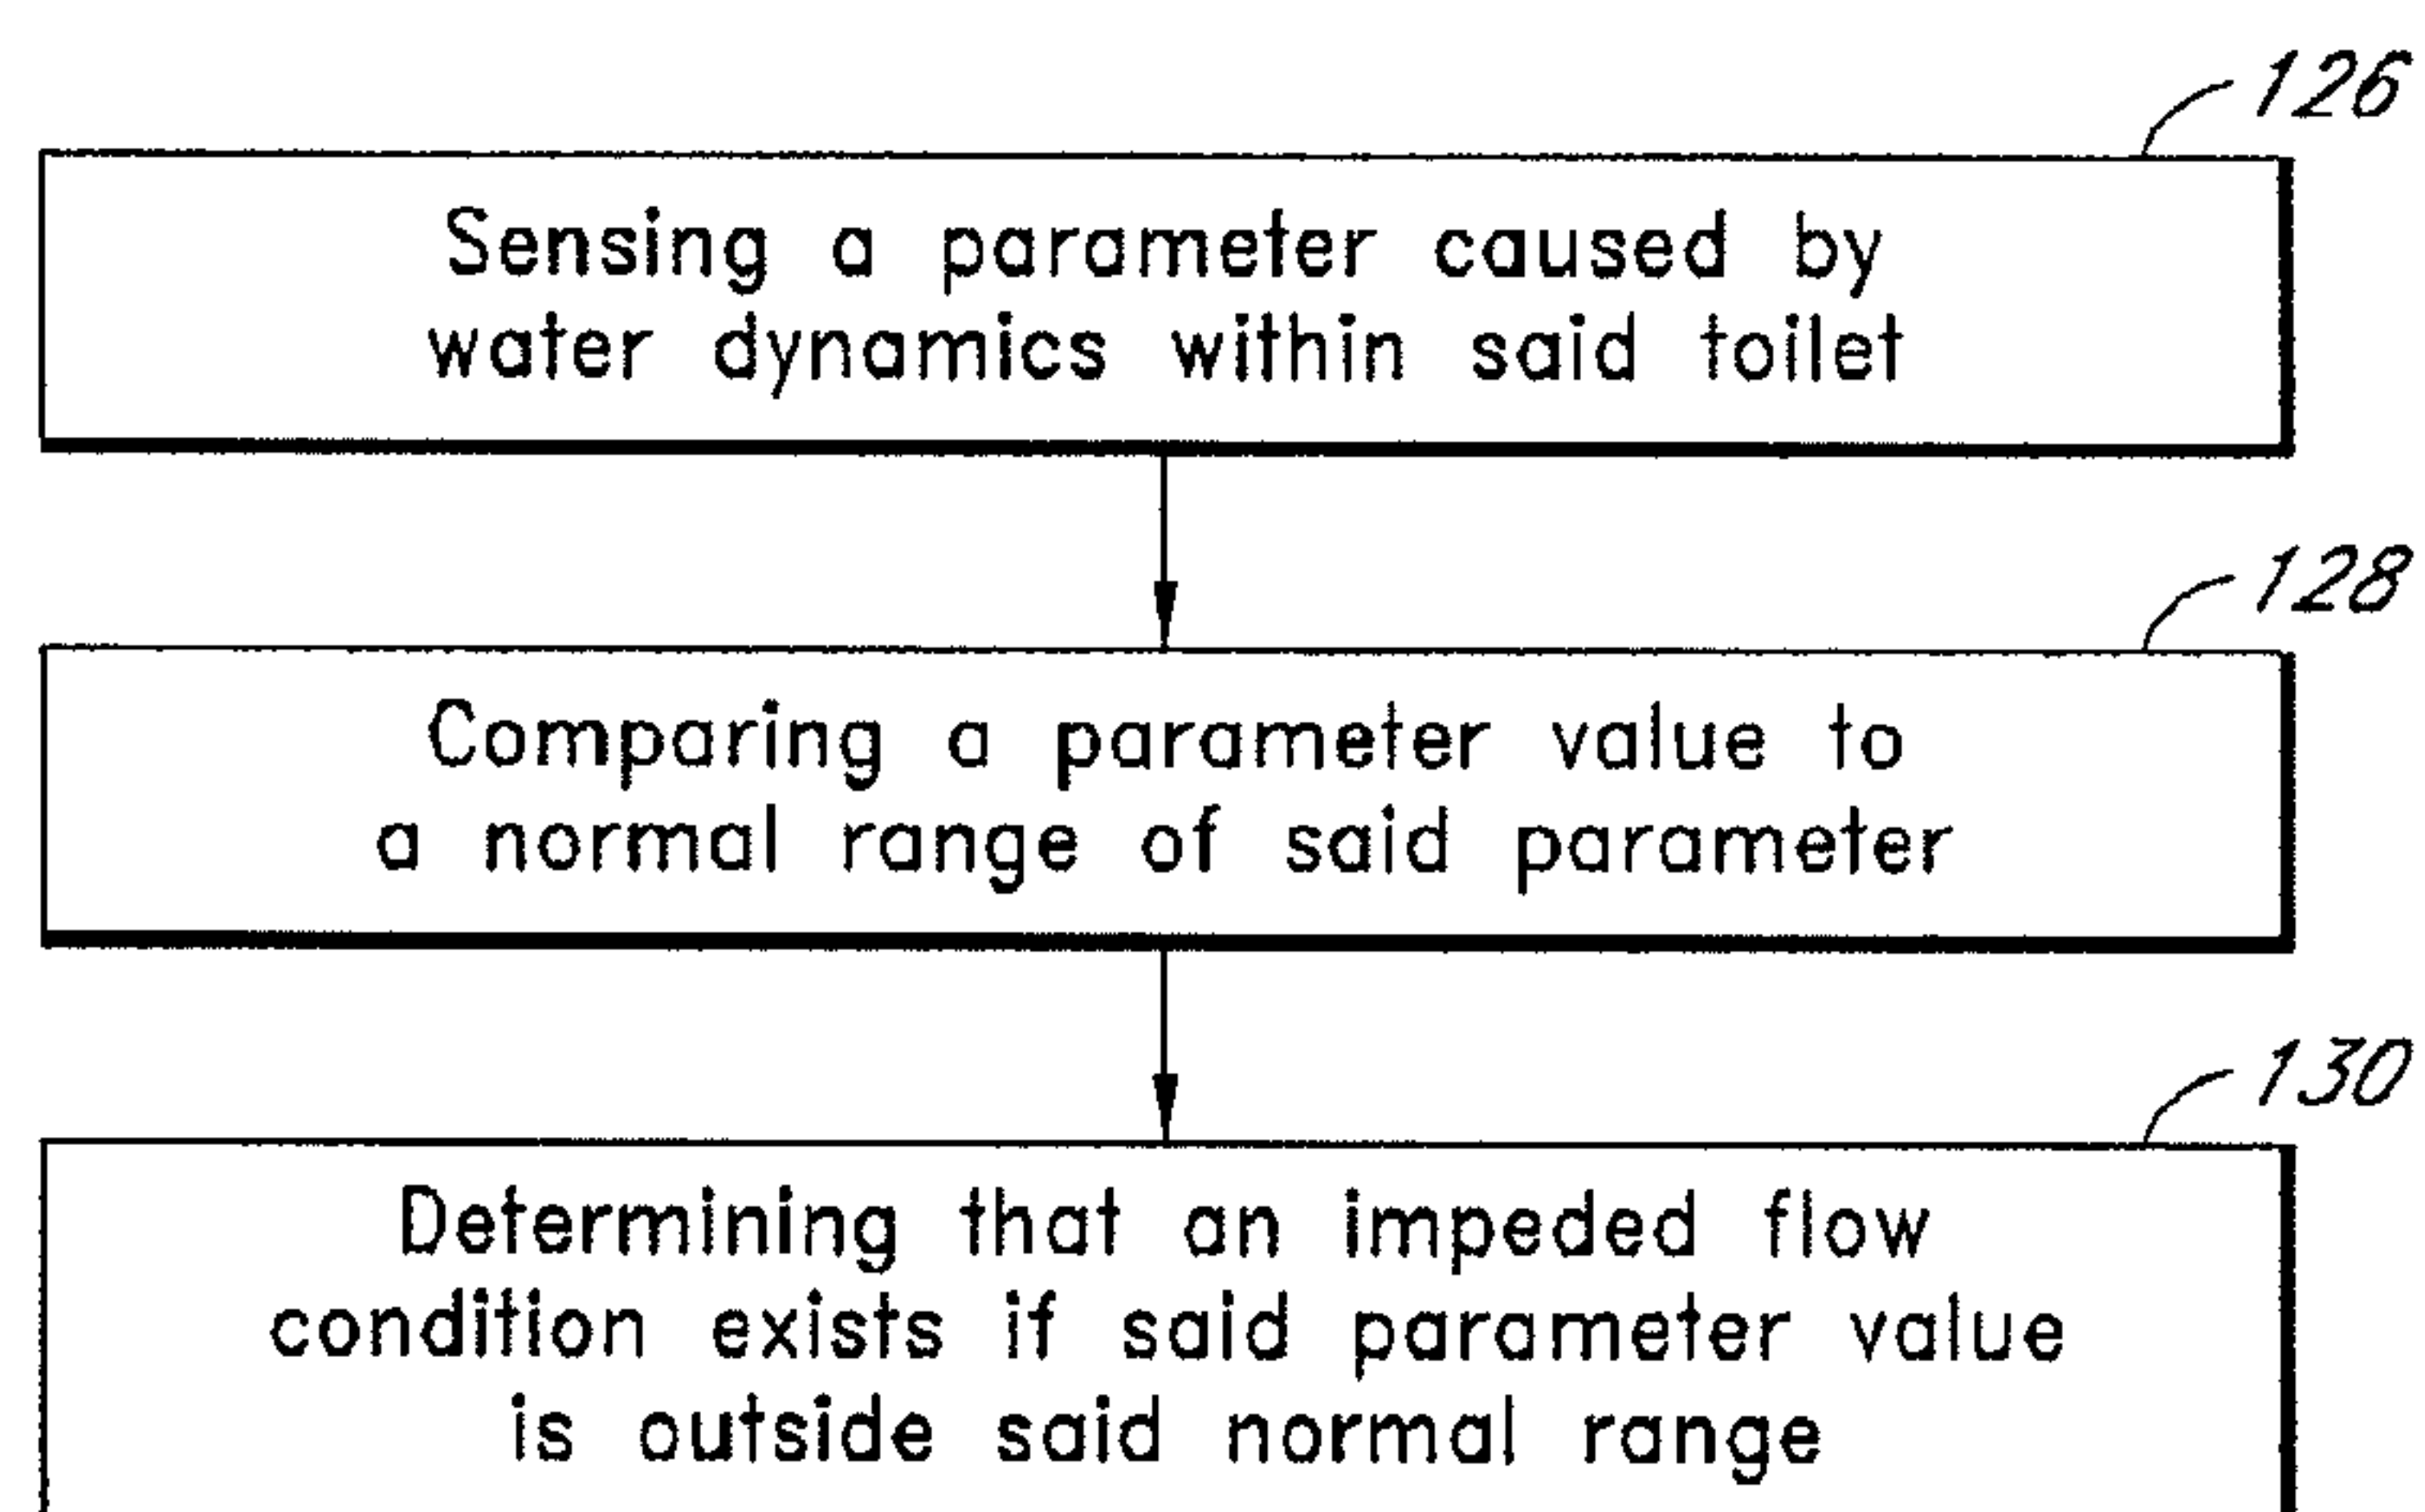 126
Sensing a parameter caused by
water dynamics within said toilet
128
Comparing a parameter value to
a normal range of said parameter
130
Determining that an impeded flow
condition exists if said parameter value
is outside said normal range